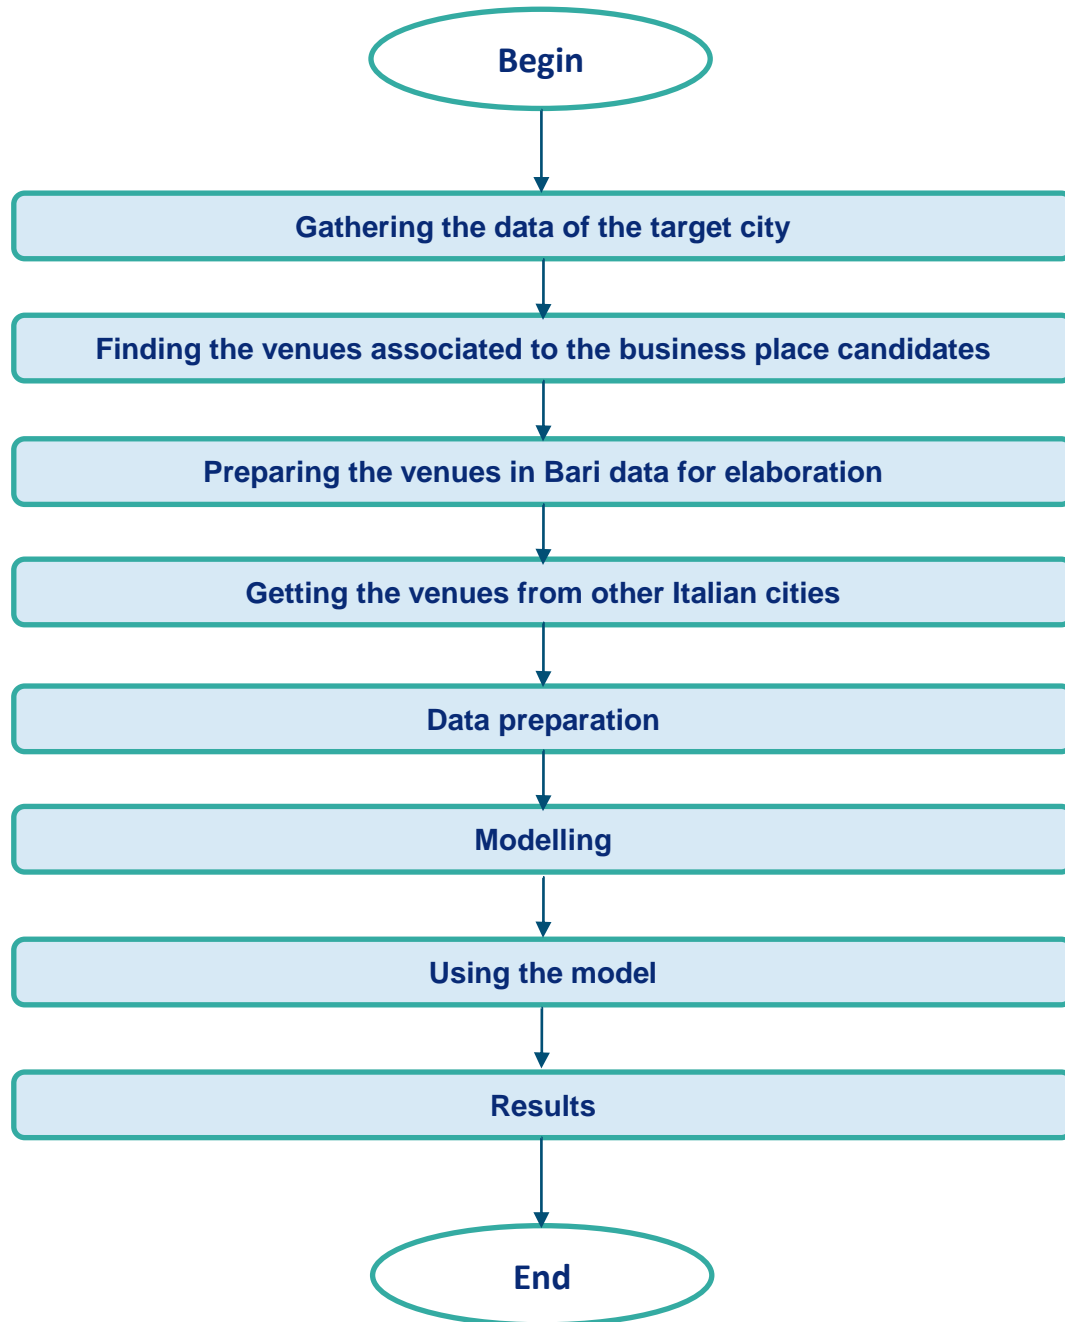 Begin
Gathering the data of the target city
Finding the venues associated to the business place candidates
Preparing the venues in Bari data for elaboration
Getting the venues from other Italian cities
Data preparation
Modelling
Using the model
Results
End